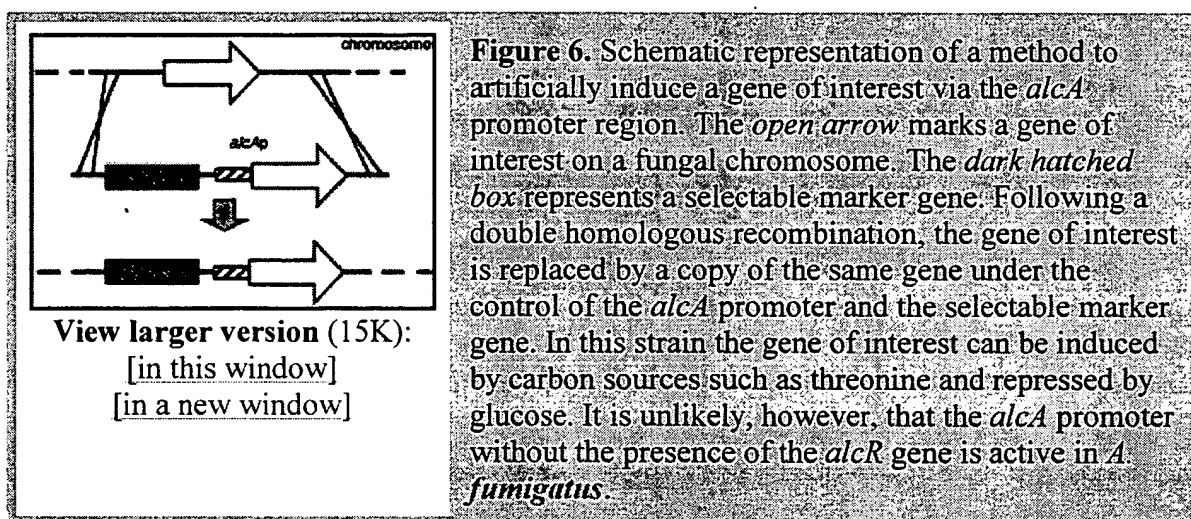 chromosome
alcAp
View larger version (15K):
[in this window]
[in a new window]
Figure 6. Schematic representation of a method to
artificially induce a gene of interest via the alcA
promoter region. The open arrow marks a gene of
interest on a fungal chromosome. The dark hatched
box represents a selectable marker gene. Following a
double homologous recombination, the gene of interest
is replaced by a copy of the same gene under the
control of the alcA promoter and the selectable marker
gene. In this strain the gene of interest can be induced
by carbon sources such as threonine and repressed by
glucose. It is unlikely, however, that the alcA promoter
without the presence of the alcR gene is active in A.
fumigatus.